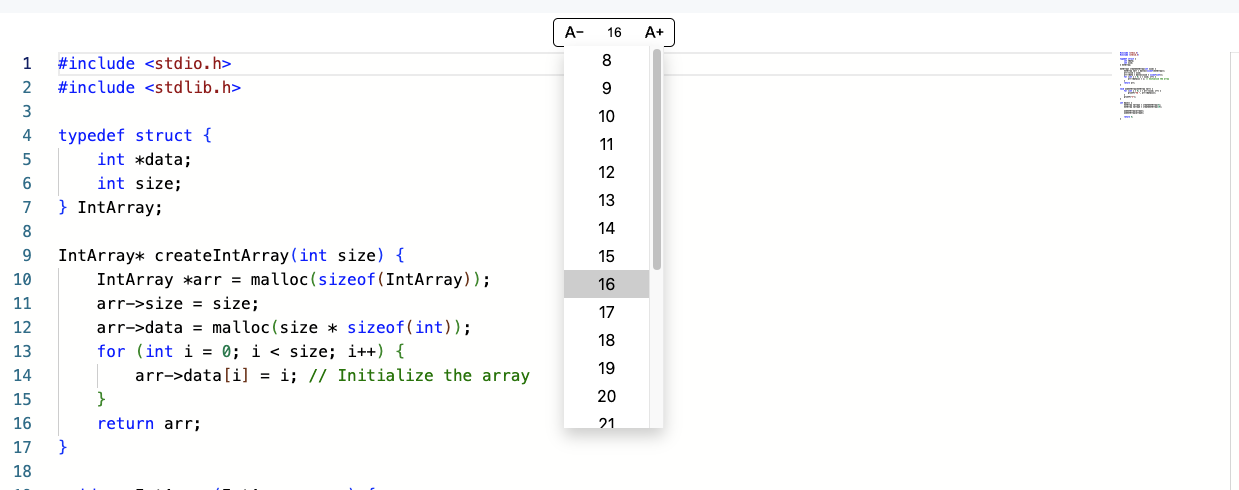 A− 16 A+
8
9
10
11
12
13
14
15
16
17
18
19
20
21
1 #include <stdio.h>
2 #include <stdlib.h>
3
4 typedef struct {
5     int *data;
6     int size;
7 } IntArray;
8
9 IntArray* createIntArray(int size) {
10     IntArray *arr = malloc(sizeof(IntArray));
11     arr->size = size;
12     arr->data = malloc(size * sizeof(int));
13     for (int i = 0; i < size; i++) {
14         arr->data[i] = i; // Initialize the array
15     }
16     return arr;
17 }
18